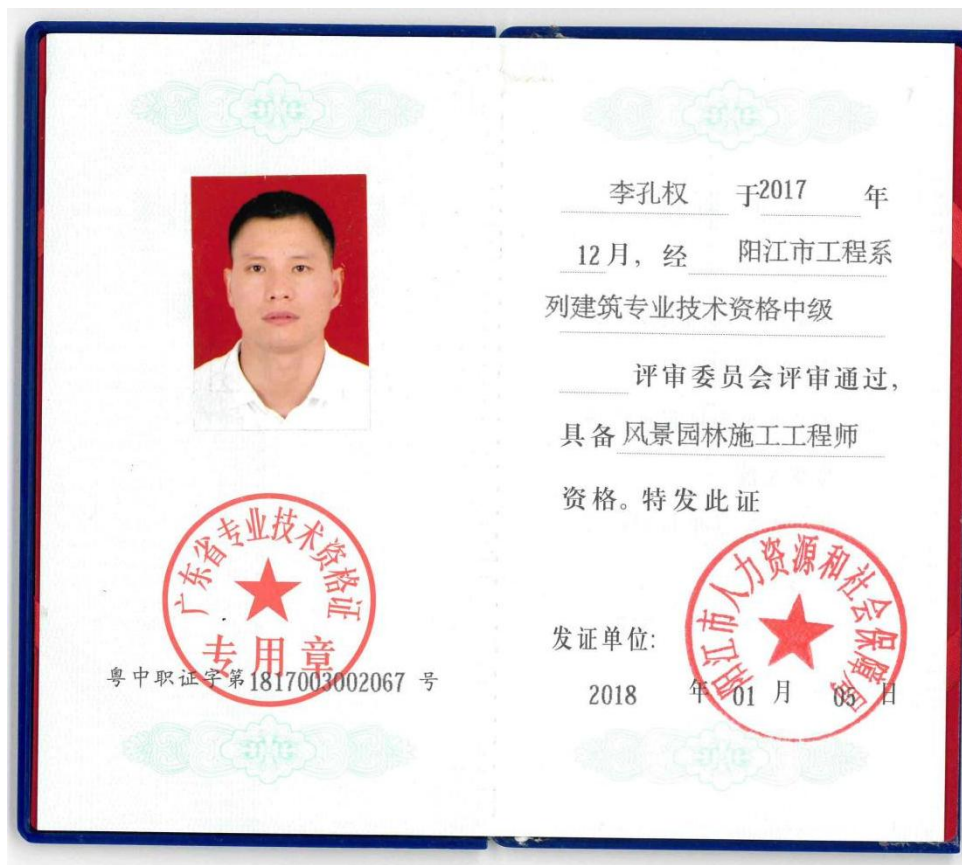 广东省专业技术资格证
专用章
粤中职证字第1817003002067 号
李孔权 于2017 年
12月，经 阳江市工程系
列建筑专业技术资格中级
评审委员会评审通过，
具备 风景园林施工工程师
资格。特发此证
阳江市人力资源和社会保障局
发证单位：
2018 年 01 月 05 日